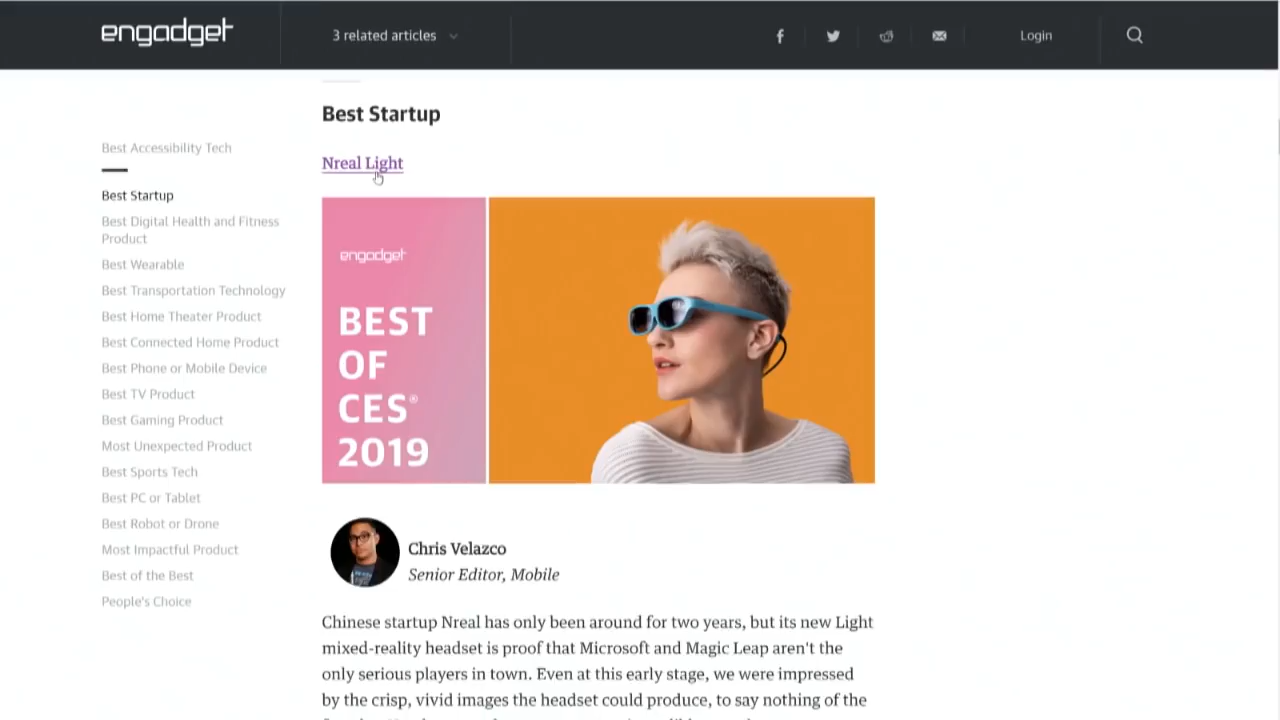 engadget
3 related articles
Login
Best Accessibility Tech
Best Startup
Best Digital Health and Fitness
Product
Best Wearable
Best Transportation Technology
Best Home Theater Product
Best Connected Home Product
Best Phone or Mobile Device
Best TV Product
Best Gaming Product
Most Unexpected Product
Best Sports Tech
Best PC or Tablet
Best Robot or Drone
Most Impactful Product
Best of the Best
People's Choice
Best Startup
Nreal Light
engadget
BEST
OF
CES®
2019
Chris Velazco
Senior Editor, Mobile
Chinese startup Nreal has only been around for two years, but its new Light
mixed-reality headset is proof that Microsoft and Magic Leap aren't the
only serious players in town. Even at this early stage, we were impressed
by the crisp, vivid images the headset could produce, to say nothing of the